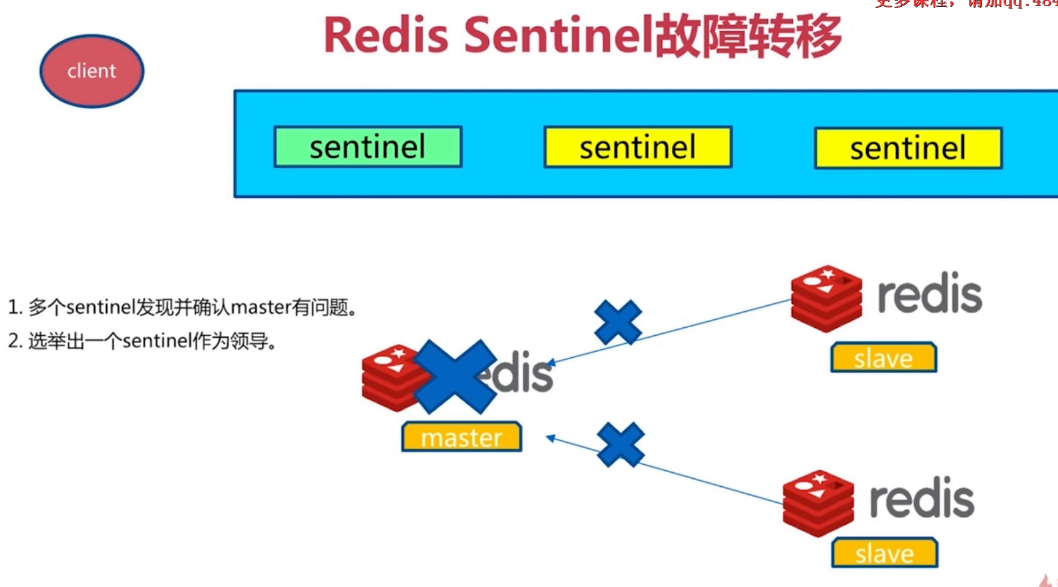 更多课程，请加qq.484
Redis Sentinel故障转移
client
sentinel
sentinel
sentinel
1. 多个sentinel发现并确认master有问题。
2. 选举出一个sentinel作为领导。
redis
slave
edis
master
redis
slave